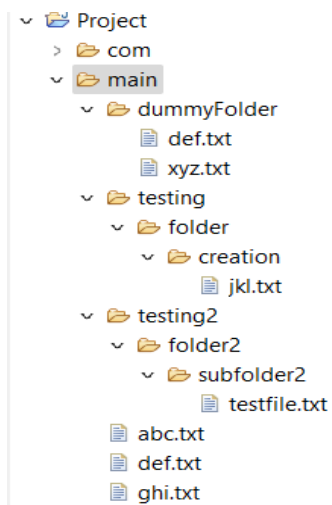 Project
com
main
dummyFolder
def.txt
xyz.txt
testing
folder
creation
jkl.txt
testing2
folder2
subfolder2
testfile.txt
abc.txt
def.txt
ghi.txt